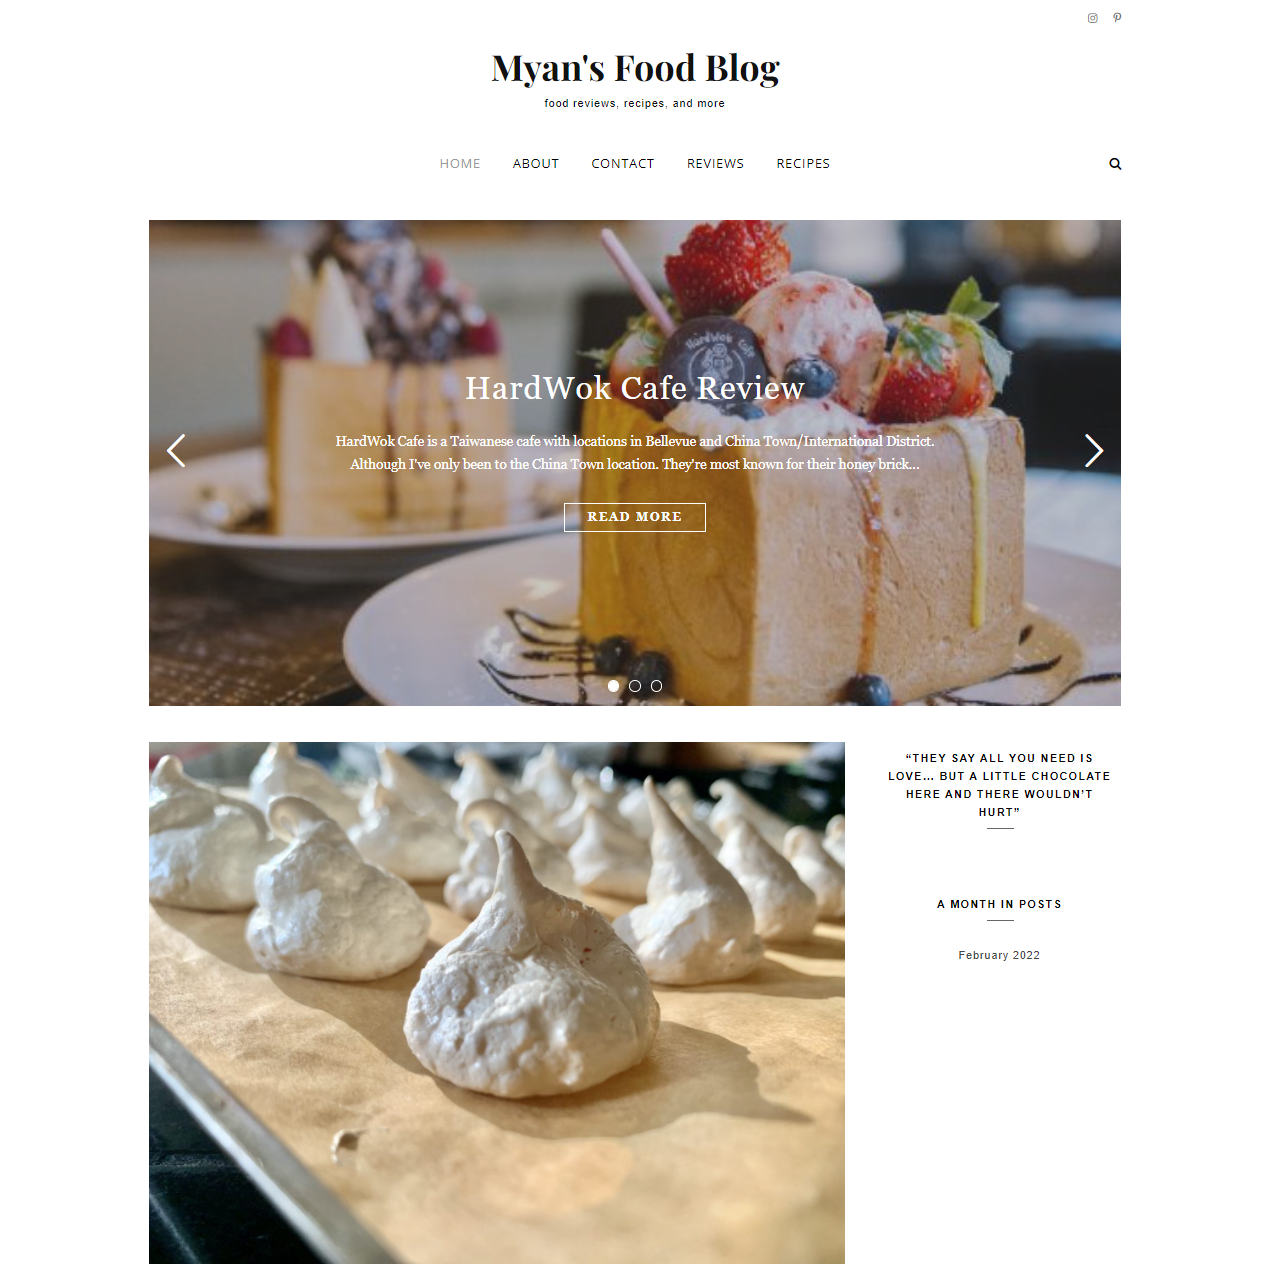 Myan's Food Blog
food reviews, recipes, and more
HOME ABOUT CONTACT REVIEWS RECIPES
HardWok Cafe
HardWok Cafe Review
HardWok Cafe is a Taiwanese cafe with locations in Bellevue and China Town/International District.
Although I've only been to the China Town location. They're most known for their honey brick...
READ MORE
“THEY SAY ALL YOU NEED IS
LOVE… BUT A LITTLE CHOCOLATE
HERE AND THERE WOULDN’T
HURT”
A MONTH IN POSTS
February 2022